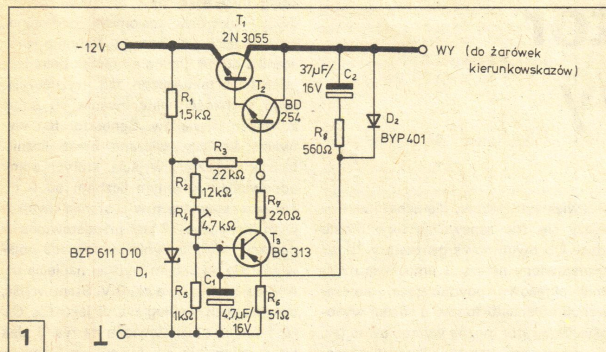 T1
2N 3055
-12V
WY (do żarówek
kierunkowskazów)
T2
BD
254
37µF/
16V
C2
D2
BYP 401
R8
560Ω
R1
1,5kΩ
R3
22kΩ
R2
12kΩ
R4
4,7kΩ
R7
220Ω
T3
BC 313
BZP 611 D10
D1
C1
4,7µF/
16V
R5
1kΩ
R6
51Ω
1